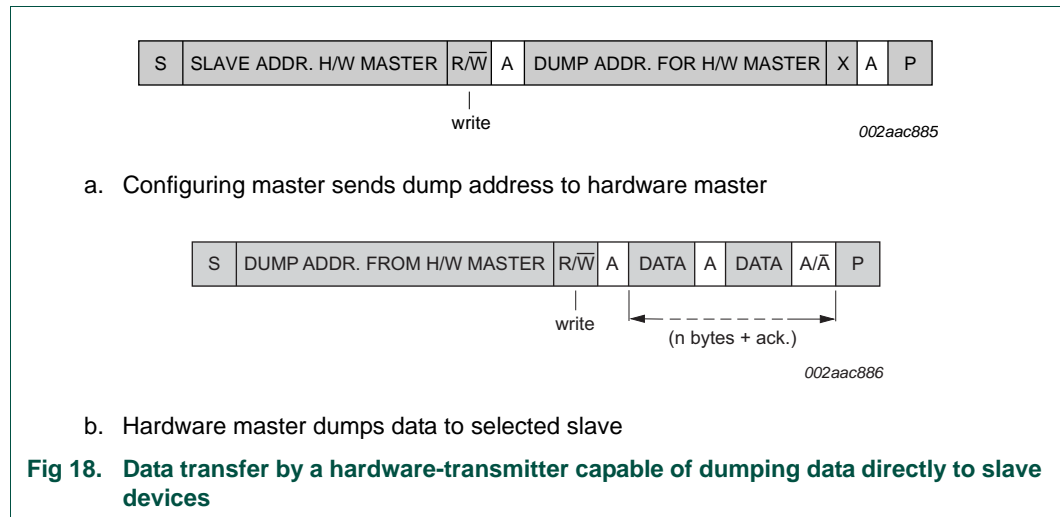 S SLAVE ADDR. H/W MASTER R/W̅ A DUMP ADDR. FOR H/W MASTER X A P
write
002aac885
a. Configuring master sends dump address to hardware master
S DUMP ADDR. FROM H/W MASTER R/W̅ A DATA A DATA A/A̅ P
write
(n bytes + ack.)
002aac886
b. Hardware master dumps data to selected slave
Fig 18. Data transfer by a hardware-transmitter capable of dumping data directly to slave
devices